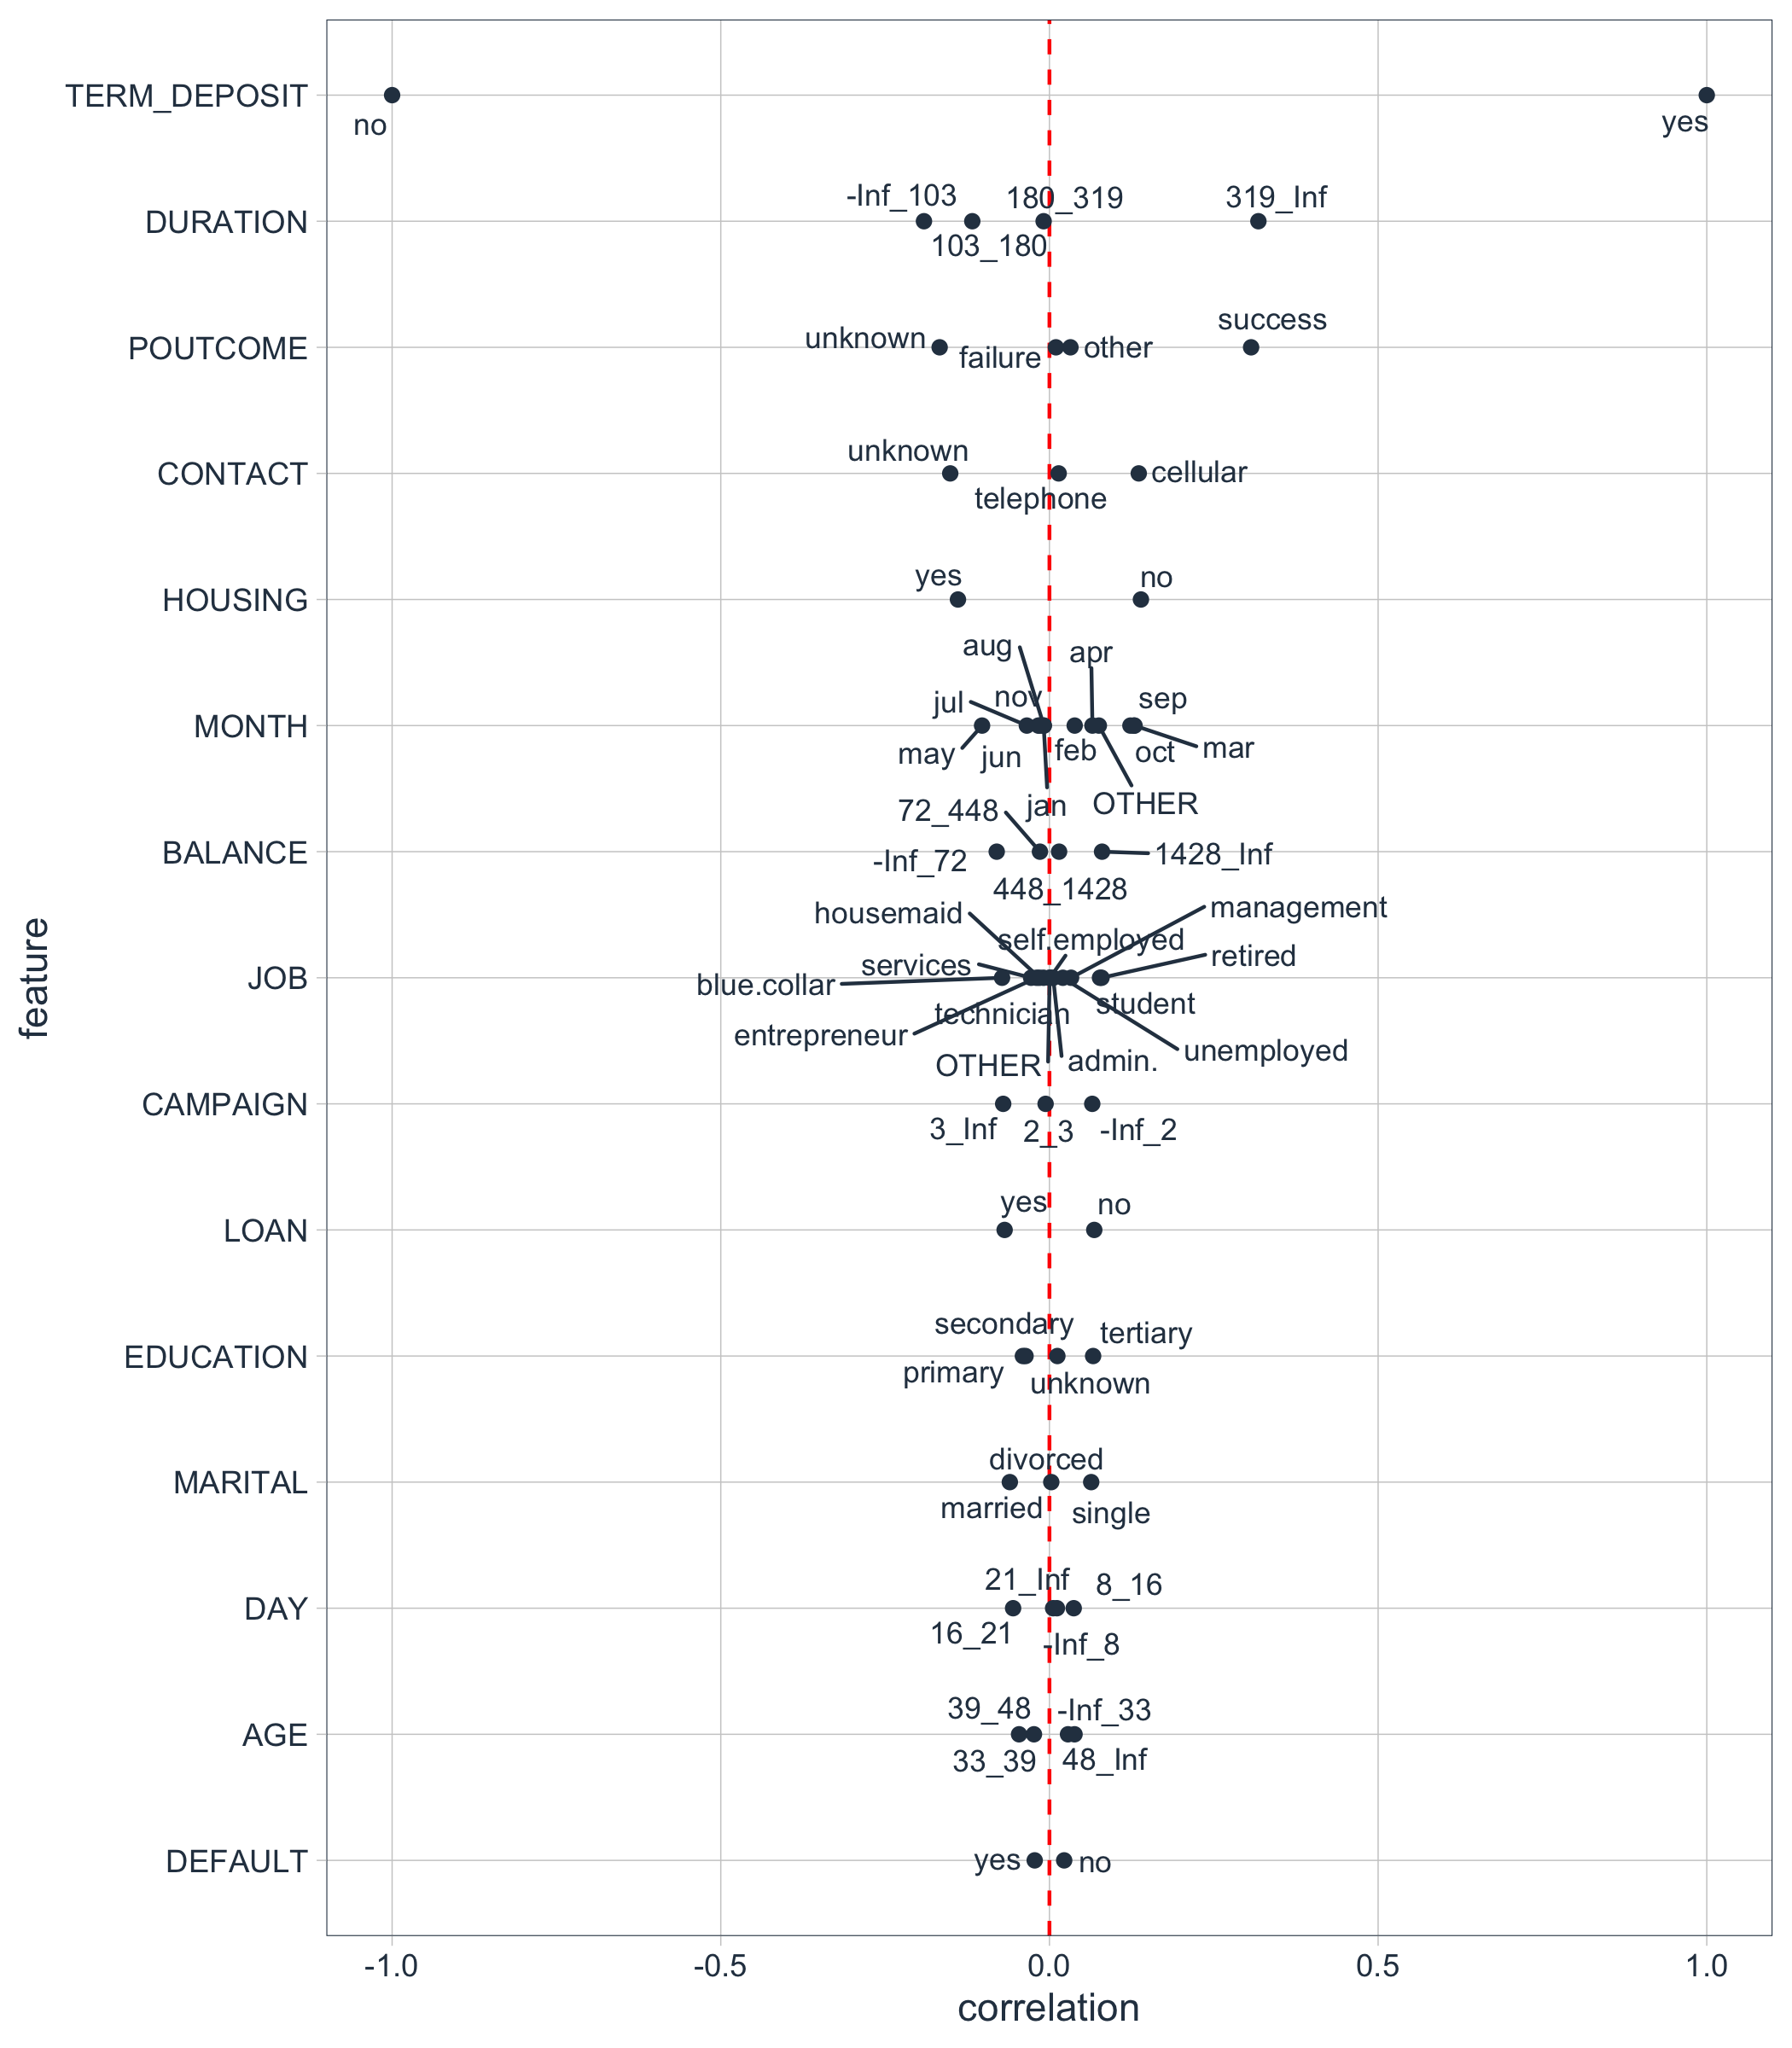 TERM_DEPOSIT
no
yes
DURATION
-Inf_103
180_319
319_Inf
103_180
POUTCOME
success
unknown
failure
other
CONTACT
unknown
telephone
cellular
HOUSING
yes
no
MONTH
aug
apr
jul
nov
sep
may
jun
feb
oct
mar
jan
OTHER
BALANCE
72_448
-Inf_72
1428_Inf
448_1428
feature
JOB
housemaid
management
self.employed
services
retired
blue.collar
student
technician
entrepreneur
unemployed
OTHER
admin.
CAMPAIGN
3_Inf
2_3
-Inf_2
LOAN
yes
no
EDUCATION
secondary
tertiary
primary
unknown
MARITAL
divorced
married
single
DAY
21_Inf
8_16
16_21
-Inf_8
AGE
39_48
-Inf_33
33_39
48_Inf
DEFAULT
yes
no
-1.0
-0.5
0.0
0.5
1.0
correlation